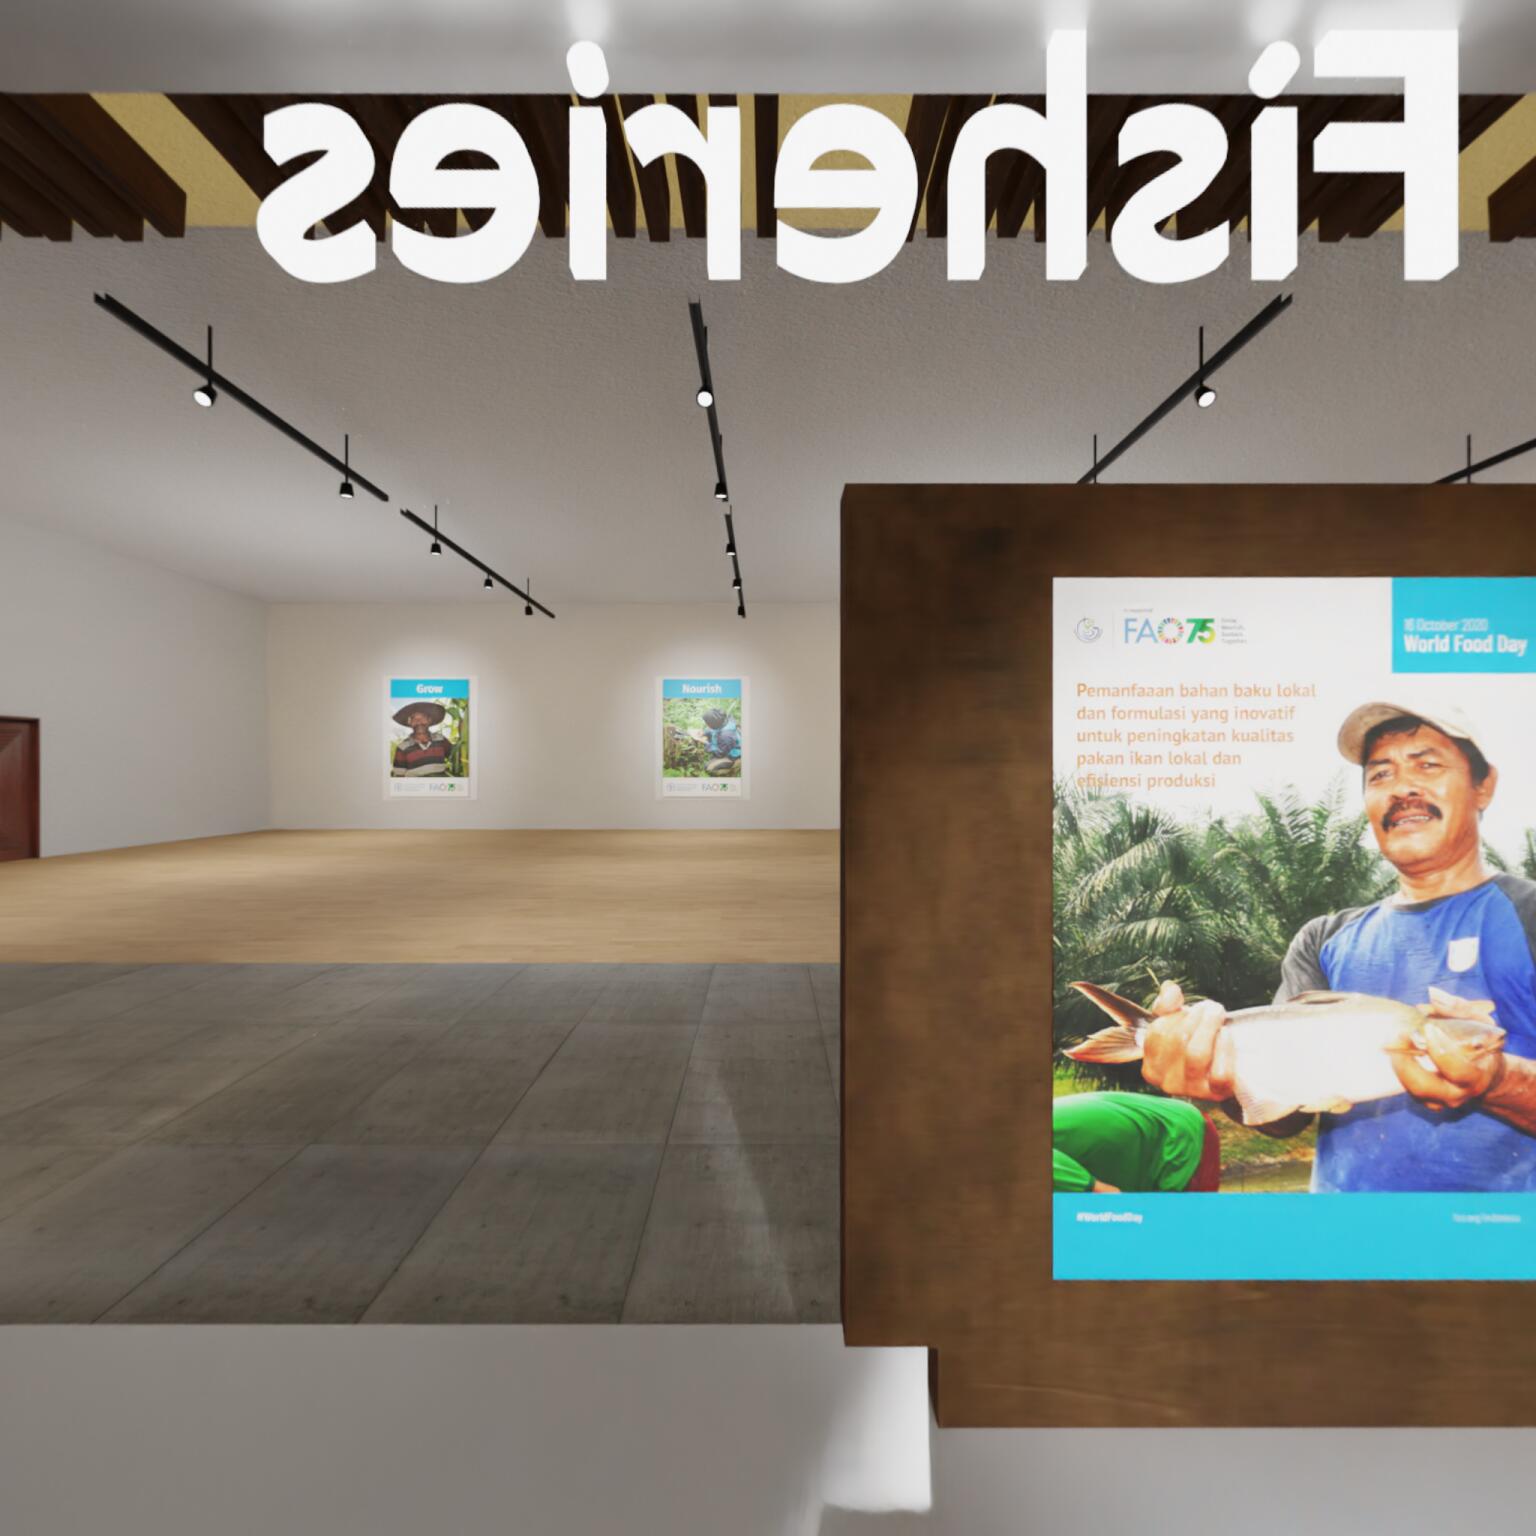 Fisheries
Grow
Nourish
FAO75
FAO75
FAO75
16 October 2020
World Food Day
Pemanfaaan bahan baku lokal
dan formulasi yang inovatif
untuk peningkatan kualitas
pakan ikan lokal dan
efisiensi produksi
#WorldFoodDay